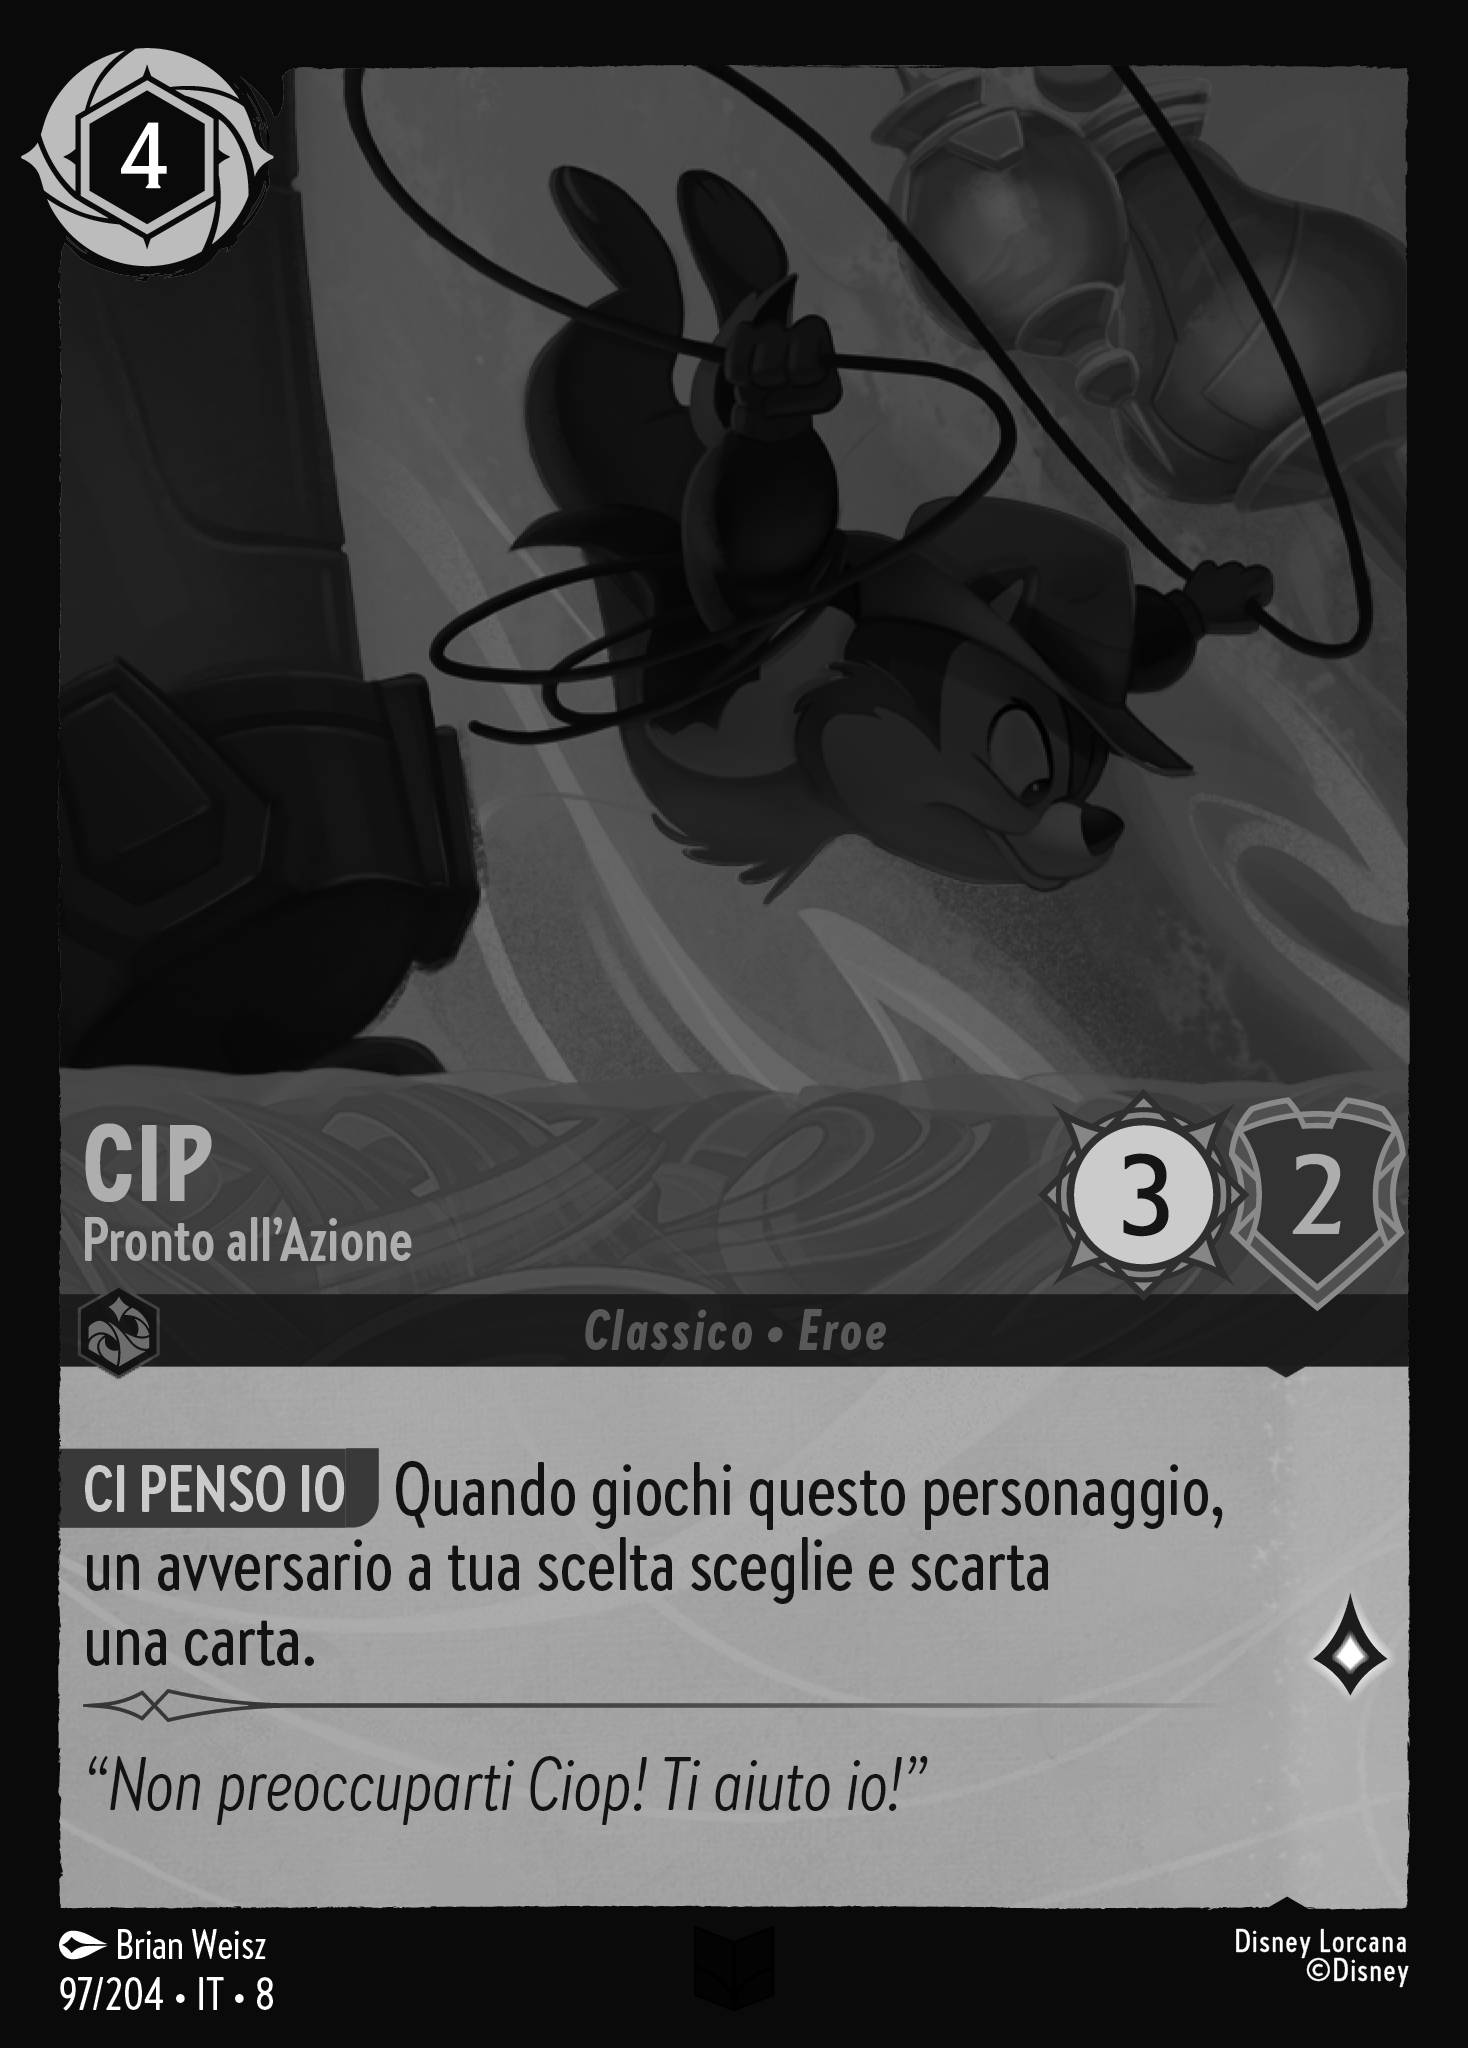 4
CIP
Pronto all’Azione
3
2
Classico • Eroe
CI PENSO IO Quando giochi questo personaggio,
un avversario a tua scelta sceglie e scarta
una carta.
“Non preoccuparti Ciop! Ti aiuto io!”
Brian Weisz
97/204 • IT • 8
Disney Lorcana
©Disney